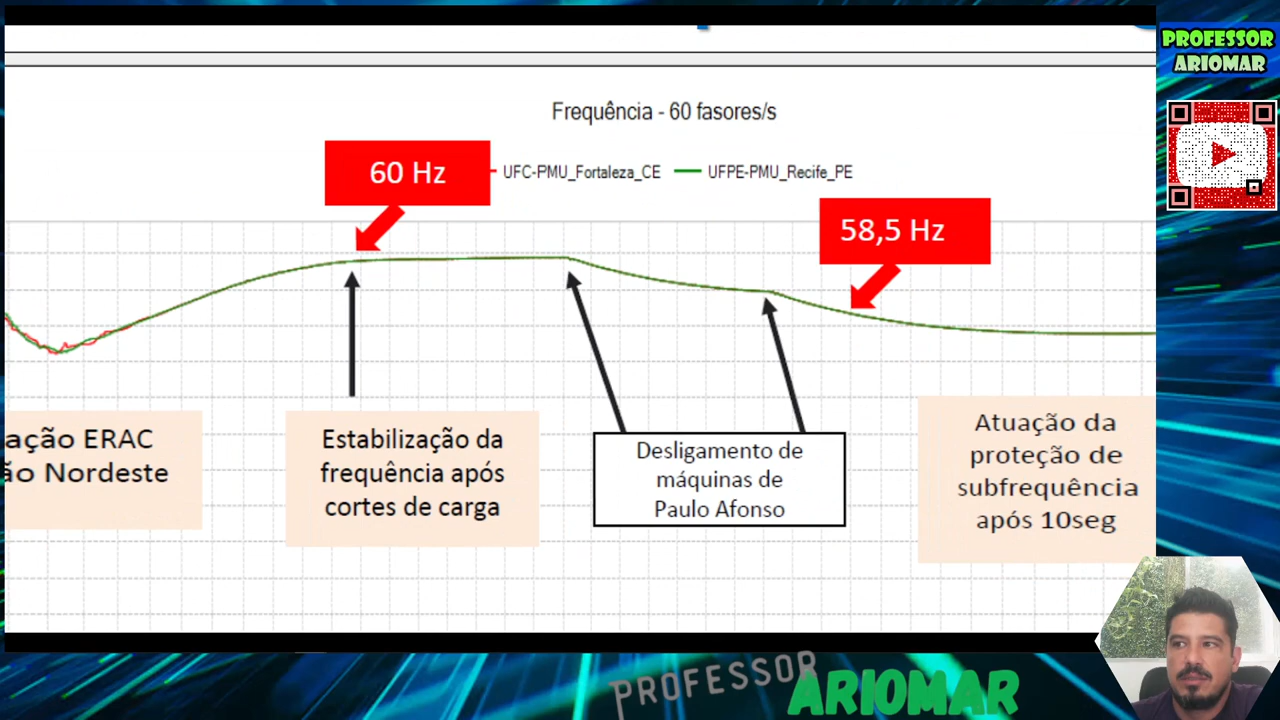 PROFESSOR
ARIOMAR
Frequência - 60 fasores/s
60 Hz
UFC-PMU_Fortaleza_CE
UFPE-PMU_Recife_PE
58,5 Hz
ação ERAC
ão Nordeste
Estabilização da
frequência após
cortes de carga
Desligamento de
máquinas de
Paulo Afonso
Atuação da
proteção de
subfrequência
após 10seg
PROFESSOR
ARIOMAR